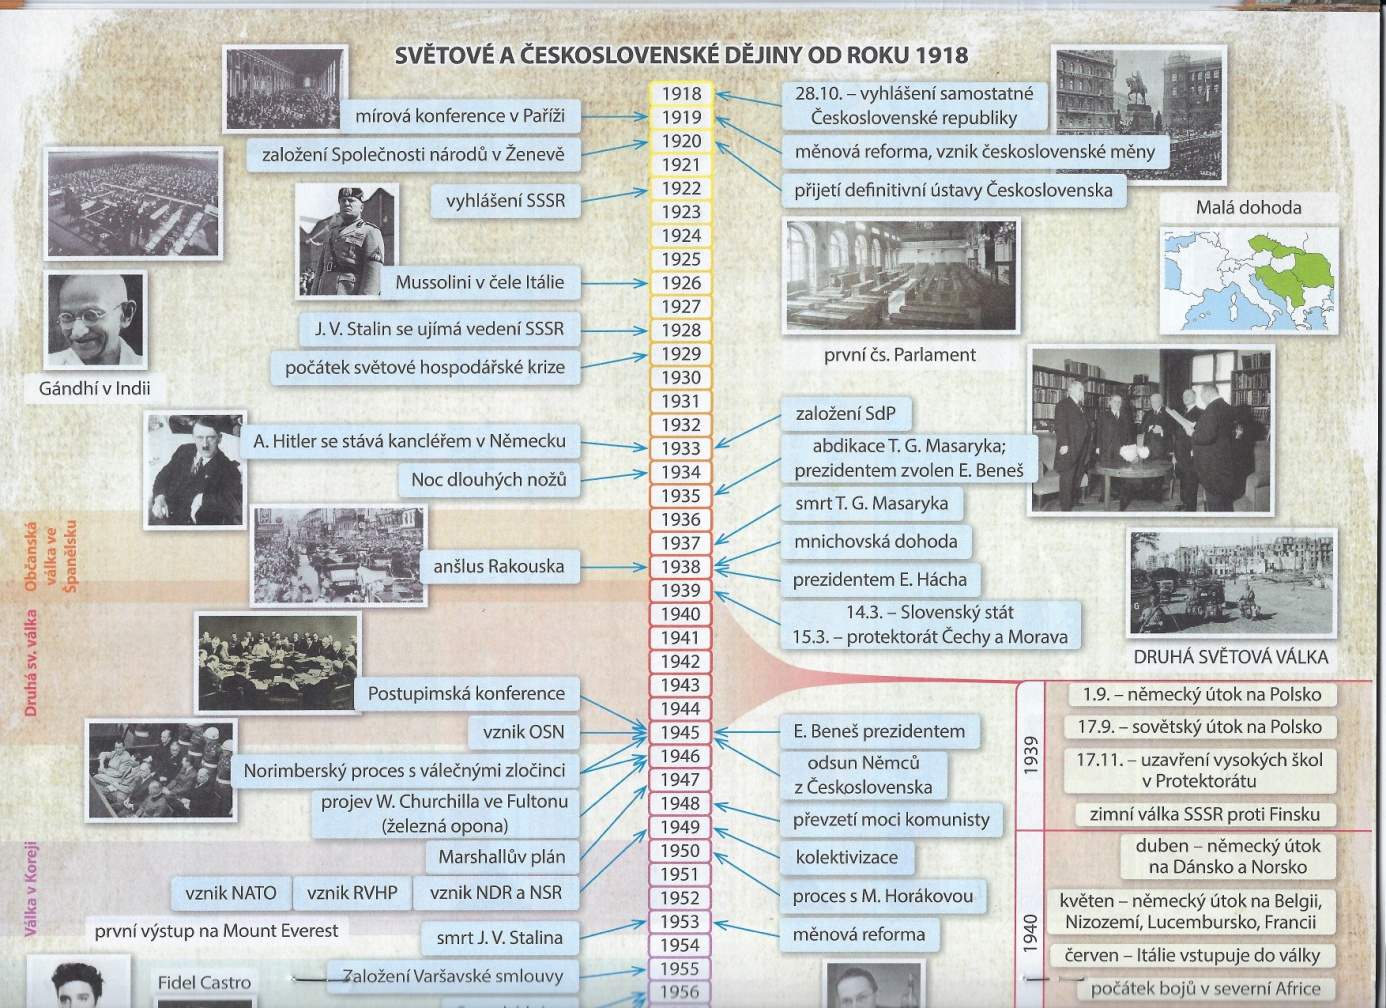 SVĚTOVÉ A ČESKOSLOVENSKÉ DĚJINY OD ROKU 1918
mírová konference v Paříži
založení Společnosti národů v Ženevě
vyhlášení SSSR
Mussolini v čele Itálie
J. V. Stalin se ujímá vedení SSSR
počátek světové hospodářské krize
Gándhí v Indii
A. Hitler se stává kancléřem v Německu
Noc dlouhých nožů
Občanská
válka ve
Španělsku
anšlus Rakouska
Druhá sv. válka
Postupimská konference
vznik OSN
Norimberský proces s válečnými zločinci
projev W. Churchilla ve Fultonu
(železná opona)
Marshallův plán
Válka v Koreji
vznik NATO
vznik RVHP
vznik NDR a NSR
první výstup na Mount Everest
smrt J. V. Stalina
Fidel Castro
Založení Varšavské smlouvy
1918
1919
1920
1921
1922
1923
1924
1925
1926
1927
1928
1929
1930
1931
1932
1933
1934
1935
1936
1937
1938
1939
1940
1941
1942
1943
1944
1945
1946
1947
1948
1949
1950
1951
1952
1953
1954
1955
1956
28.10. – vyhlášení samostatné
Československé republiky
měnová reforma, vznik československé měny
přijetí definitivní ústavy Československa
Malá dohoda
první čs. Parlament
založení SdP
abdikace T. G. Masaryka;
prezidentem zvolen E. Beneš
smrt T. G. Masaryka
mnichovská dohoda
prezidentem E. Hácha
14.3. – Slovenský stát
15.3. – protektorát Čechy a Morava
E. Beneš prezidentem
odsun Němců
z Československa
převzetí moci komunisty
kolektivizace
proces s M. Horákovou
měnová reforma
DRUHÁ SVĚTOVÁ VÁLKA
1939
1.9. – německý útok na Polsko
17.9. – sovětský útok na Polsko
17.11. – uzavření vysokých škol
v Protektorátu
zimní válka SSSR proti Finsku
1940
duben – německý útok
na Dánsko a Norsko
květen – německý útok na Belgii,
Nizozemí, Lucembursko, Francii
červen – Itálie vstupuje do války
počátek bojů v severní Africe